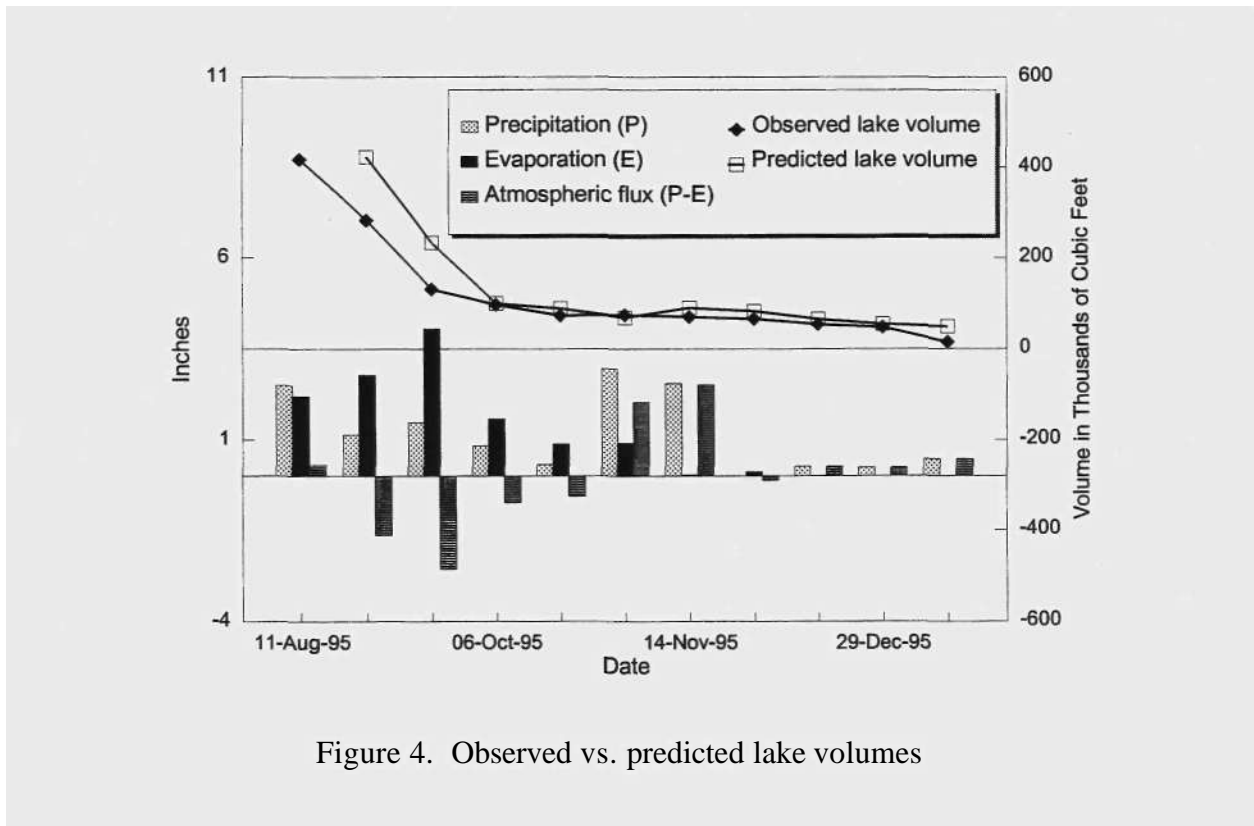 11
6
1
-4
Inches
Precipitation (P)
Evaporation (E)
Atmospheric flux (P-E)
Observed lake volume
Predicted lake volume
600
400
200
0
-200
-400
-600
Volume in Thousands of Cubic Feet
11-Aug-95
06-Oct-95
14-Nov-95
29-Dec-95
Date
Figure 4. Observed vs. predicted lake volumes